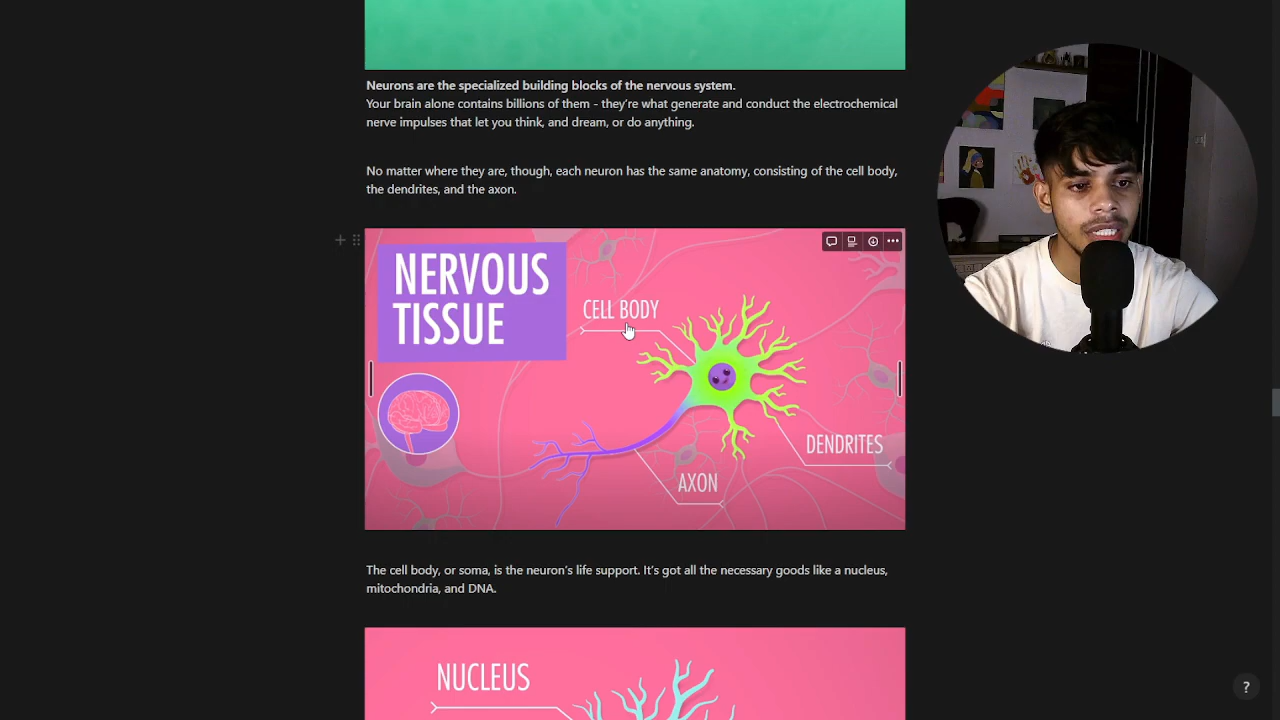 Neurons are the specialized building blocks of the nervous system.
Your brain alone contains billions of them - they're what generate and conduct the electrochemical
nerve impulses that let you think, and dream, or do anything.
No matter where they are, though, each neuron has the same anatomy, consisting of the cell body,
the dendrites, and the axon.
NERVOUS
TISSUE
CELL BODY
DENDRITES
AXON
The cell body, or soma, is the neuron's life support. It's got all the necessary goods like a nucleus,
mitochondria, and DNA.
NUCLEUS
?